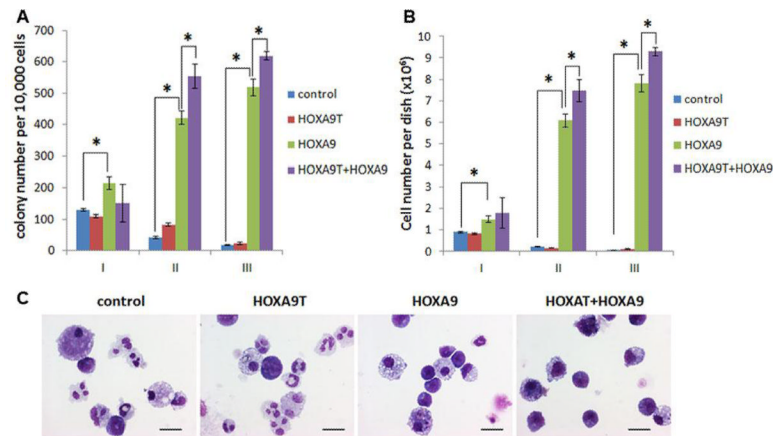 A
colony number per 10,000 cells
700
600
500
400
300
200
100
0
*
*
*
*
*
I
II
III
control
HOXA9T
HOXA9
HOXA9T+HOXA9
B
Cell number per dish (x10⁶)
10
9
8
7
6
5
4
3
2
1
0
*
*
*
*
*
I
II
III
control
HOXA9T
HOXA9
HOXA9T+HOXA9
C
control
HOXA9T
HOXA9
HOXAT+HOXA9